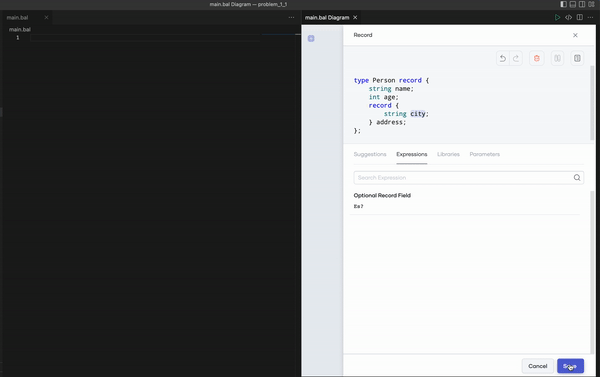 main.bal Diagram — problem_1_1
main.bal
main.bal
1
main.bal Diagram
Record
type Person record {
string name;
int age;
record {
string city;
} address;
};
Suggestions Expressions Libraries Parameters
Search Expression
Optional Record Field
Ex?
Cancel Save